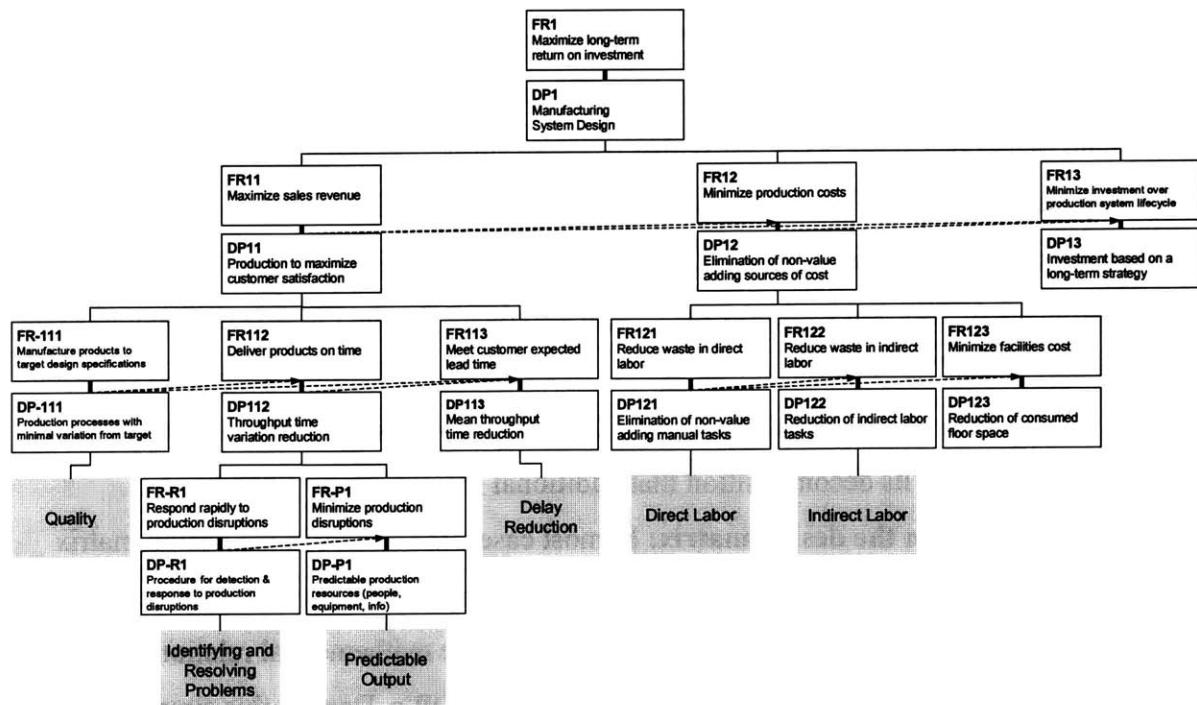 FR1
Maximize long-term
return on investment
DP1
Manufacturing
System Design
FR11
Maximize sales revenue
FR12
Minimize production costs
FR13
Minimize investment over
production system lifecycle
DP11
Production to maximize
customer satisfaction
DP12
Elimination of non-value
adding sources of cost
DP13
Investment based on a
long-term strategy
FR-111
Manufacture products to
target design specifications
FR112
Deliver products on time
FR113
Meet customer expected
lead time
FR121
Reduce waste in direct
labor
FR122
Reduce waste in indirect
labor
FR123
Minimize facilities cost
DP-111
Production processes with
minimal variation from target
DP112
Throughput time
variation reduction
DP113
Mean throughput
time reduction
DP121
Elimination of non-value
adding manual tasks
DP122
Reduction of indirect labor
tasks
DP123
Reduction of consumed
floor space
Quality
FR-R1
Respond rapidly to
production disruptions
FR-P1
Minimize production
disruptions
Delay
Reduction
Direct Labor
Indirect Labor
DP-R1
Procedure for detection &
response to production
disruptions
DP-P1
Predictable production
resources (people,
equipment, info)
Identifying and
Resolving
Problems
Predictable
Output